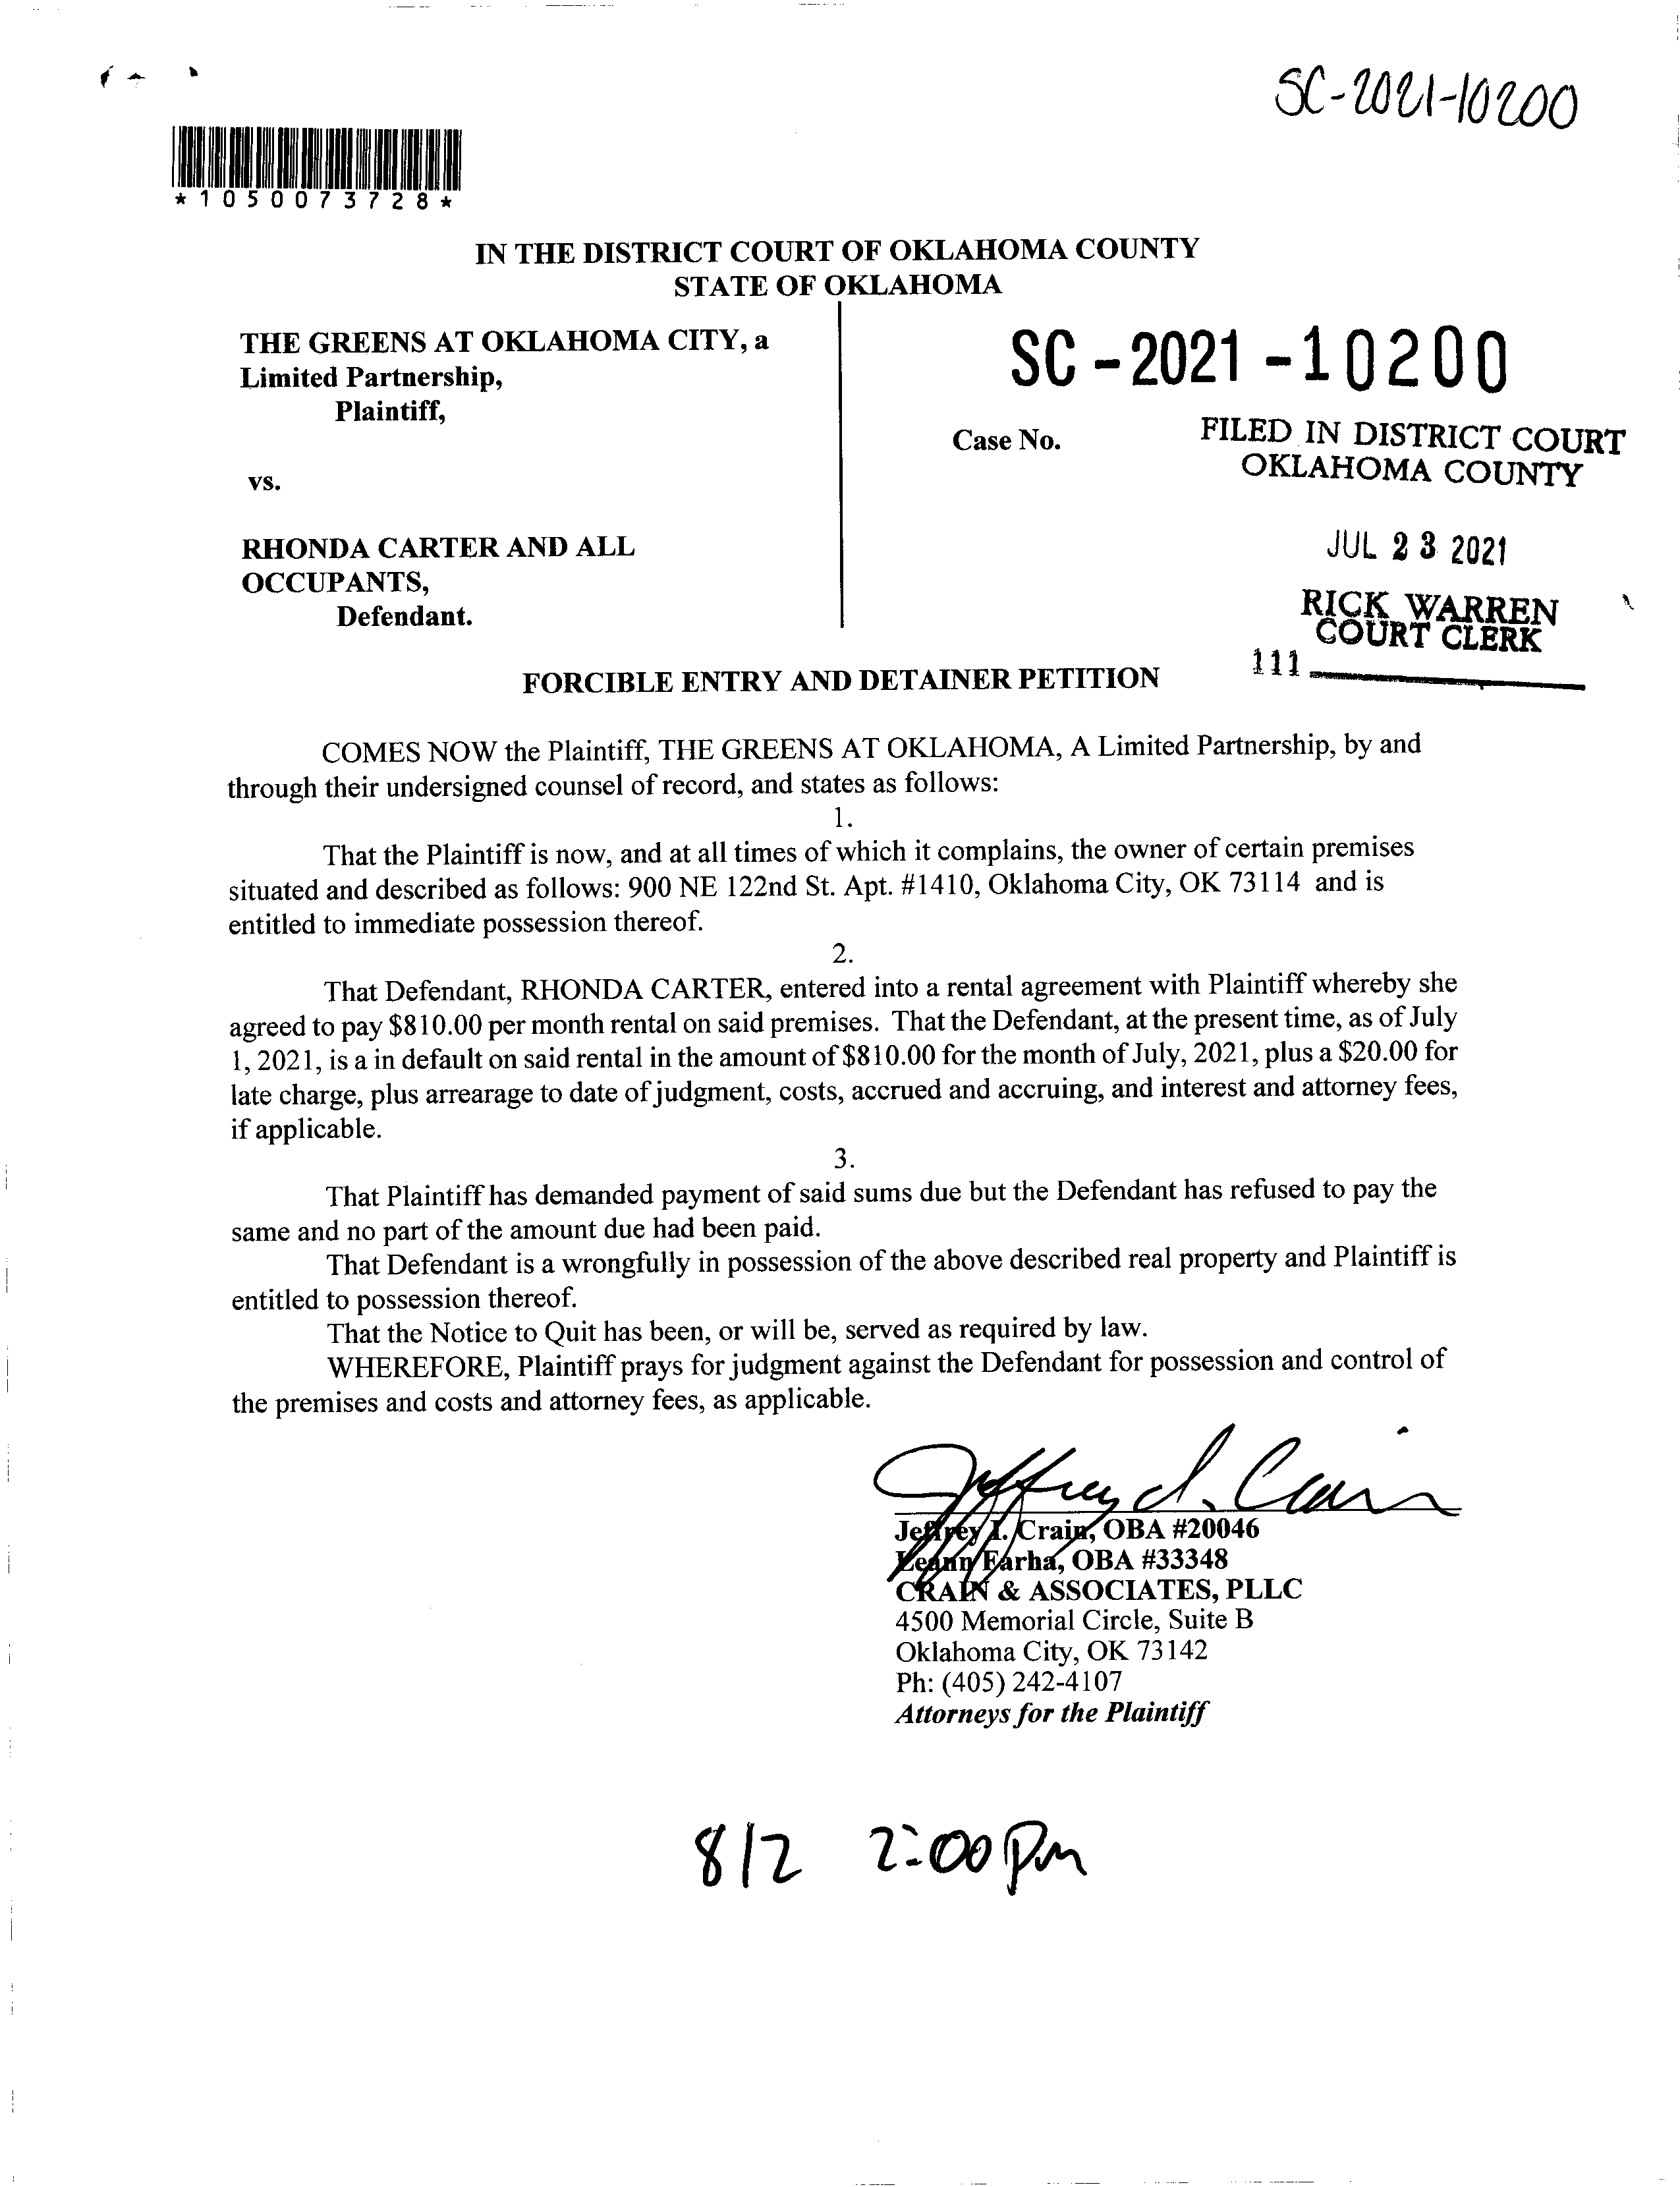 SC-2021-10200
*1050073728*
IN THE DISTRICT COURT OF OKLAHOMA COUNTY
STATE OF OKLAHOMA
THE GREENS AT OKLAHOMA CITY, a
Limited Partnership,
Plaintiff,
vs.
RHONDA CARTER AND ALL
OCCUPANTS,
Defendant.
SC-2021-10200
Case No.
FILED IN DISTRICT COURT
OKLAHOMA COUNTY
JUL 23 2021
RICK WARREN
COURT CLERK
111
FORCIBLE ENTRY AND DETAINER PETITION
COMES NOW the Plaintiff, THE GREENS AT OKLAHOMA, A Limited Partnership, by and
through their undersigned counsel of record, and states as follows:
1.
That the Plaintiff is now, and at all times of which it complains, the owner of certain premises
situated and described as follows: 900 NE 122nd St. Apt. #1410, Oklahoma City, OK 73114 and is
entitled to immediate possession thereof.
2.
That Defendant, RHONDA CARTER, entered into a rental agreement with Plaintiff whereby she
agreed to pay $810.00 per month rental on said premises. That the Defendant, at the present time, as of July
1, 2021, is a in default on said rental in the amount of $810.00 for the month of July, 2021, plus a $20.00 for
late charge, plus arrearage to date of judgment, costs, accrued and accruing, and interest and attorney fees,
if applicable.
3.
That Plaintiff has demanded payment of said sums due but the Defendant has refused to pay the
same and no part of the amount due had been paid.
That Defendant is a wrongfully in possession of the above described real property and Plaintiff is
entitled to possession thereof.
That the Notice to Quit has been, or will be, served as required by law.
WHEREFORE, Plaintiff prays for judgment against the Defendant for possession and control of
the premises and costs and attorney fees, as applicable.
Jeffrey I. Crain
Jeffrey I. Crain, OBA #20046
Leann Farha, OBA #33348
CRAIN & ASSOCIATES, PLLC
4500 Memorial Circle, Suite B
Oklahoma City, OK 73142
Ph: (405) 242-4107
Attorneys for the Plaintiff
8/2 2:00 pm